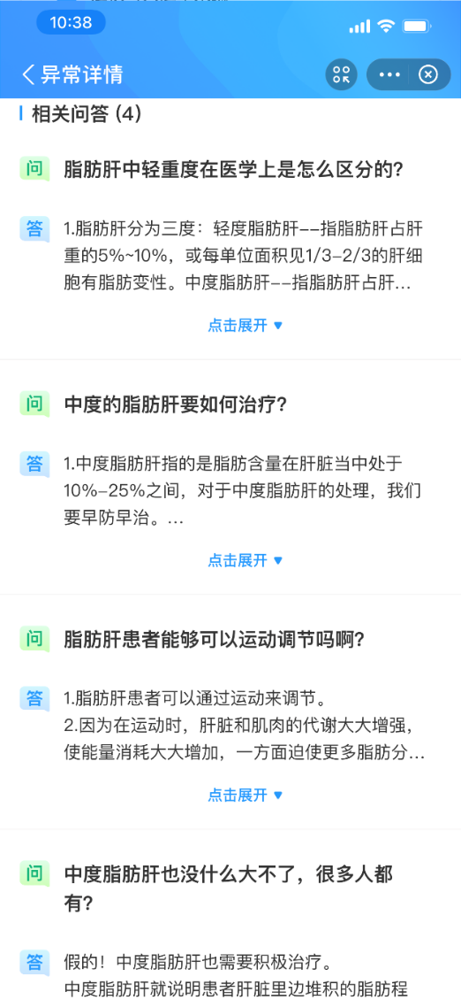 10:38
异常详情
相关问答 (4)
问 脂肪肝中轻重度在医学上是怎么区分的?
答 1.脂肪肝分为三度：轻度脂肪肝--指脂肪肝占肝
重的5%~10%，或每单位面积见1/3-2/3的肝细
胞有脂肪变性。中度脂肪肝--指脂肪肝占肝...
点击展开
问 中度的脂肪肝要如何治疗?
答 1.中度脂肪肝指的是脂肪含量在肝脏当中处于
10%-25%之间，对于中度脂肪肝的处理，我们
要早防早治。...
点击展开
问 脂肪肝患者能够可以运动调节吗啊?
答 1.脂肪肝患者可以通过运动来调节。
2.因为在运动时，肝脏和肌肉的代谢大大增强，
使能量消耗大大增加，一方面迫使更多脂肪分...
点击展开
问 中度脂肪肝也没什么大不了，很多人都
有?
答 假的！中度脂肪肝也需要积极治疗。
中度脂肪肝就说明患者肝脏里边堆积的脂肪程